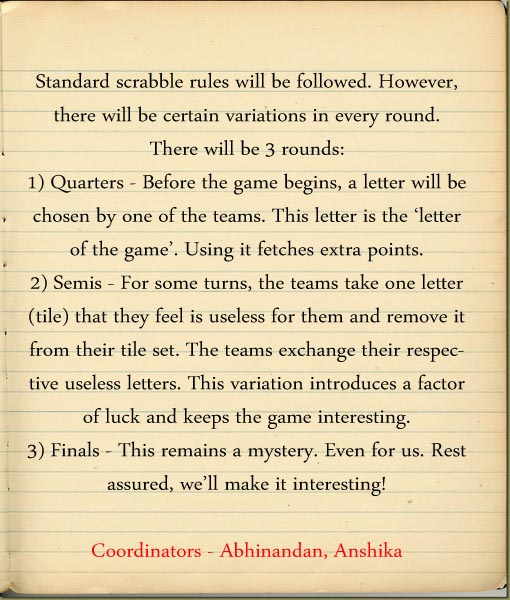 Standard scrabble rules will be followed. However,
there will be certain variations in every round.
There will be 3 rounds:
1) Quarters - Before the game begins, a letter will be
chosen by one of the teams. This letter is the ‘letter
of the game’. Using it fetches extra points.
2) Semis - For some turns, the teams take one letter
(tile) that they feel is useless for them and remove it
from their tile set. The teams exchange their respec-
tive useless letters. This variation introduces a factor
of luck and keeps the game interesting.
3) Finals - This remains a mystery. Even for us. Rest
assured, we’ll make it interesting!
Coordinators - Abhinandan, Anshika